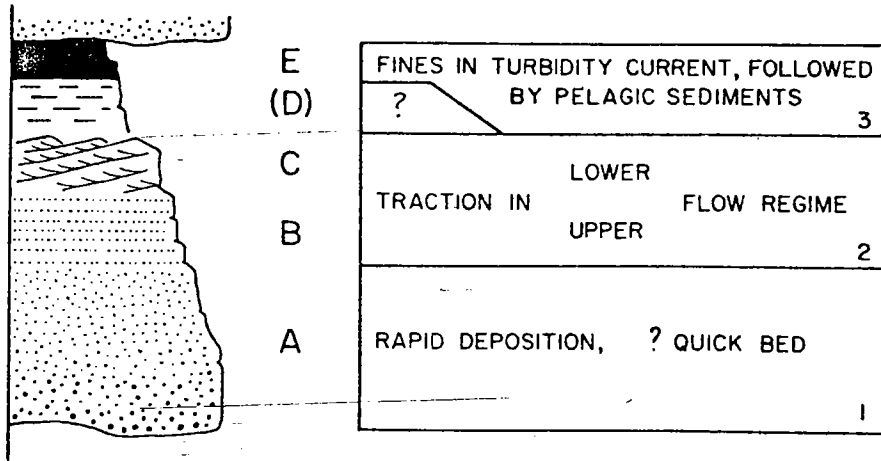 E
(D)
C
B
A
FINES IN TURBIDITY CURRENT, FOLLOWED
BY PELAGIC SEDIMENTS
?
3
LOWER
TRACTION IN FLOW REGIME
UPPER
2
RAPID DEPOSITION, ? QUICK BED
1